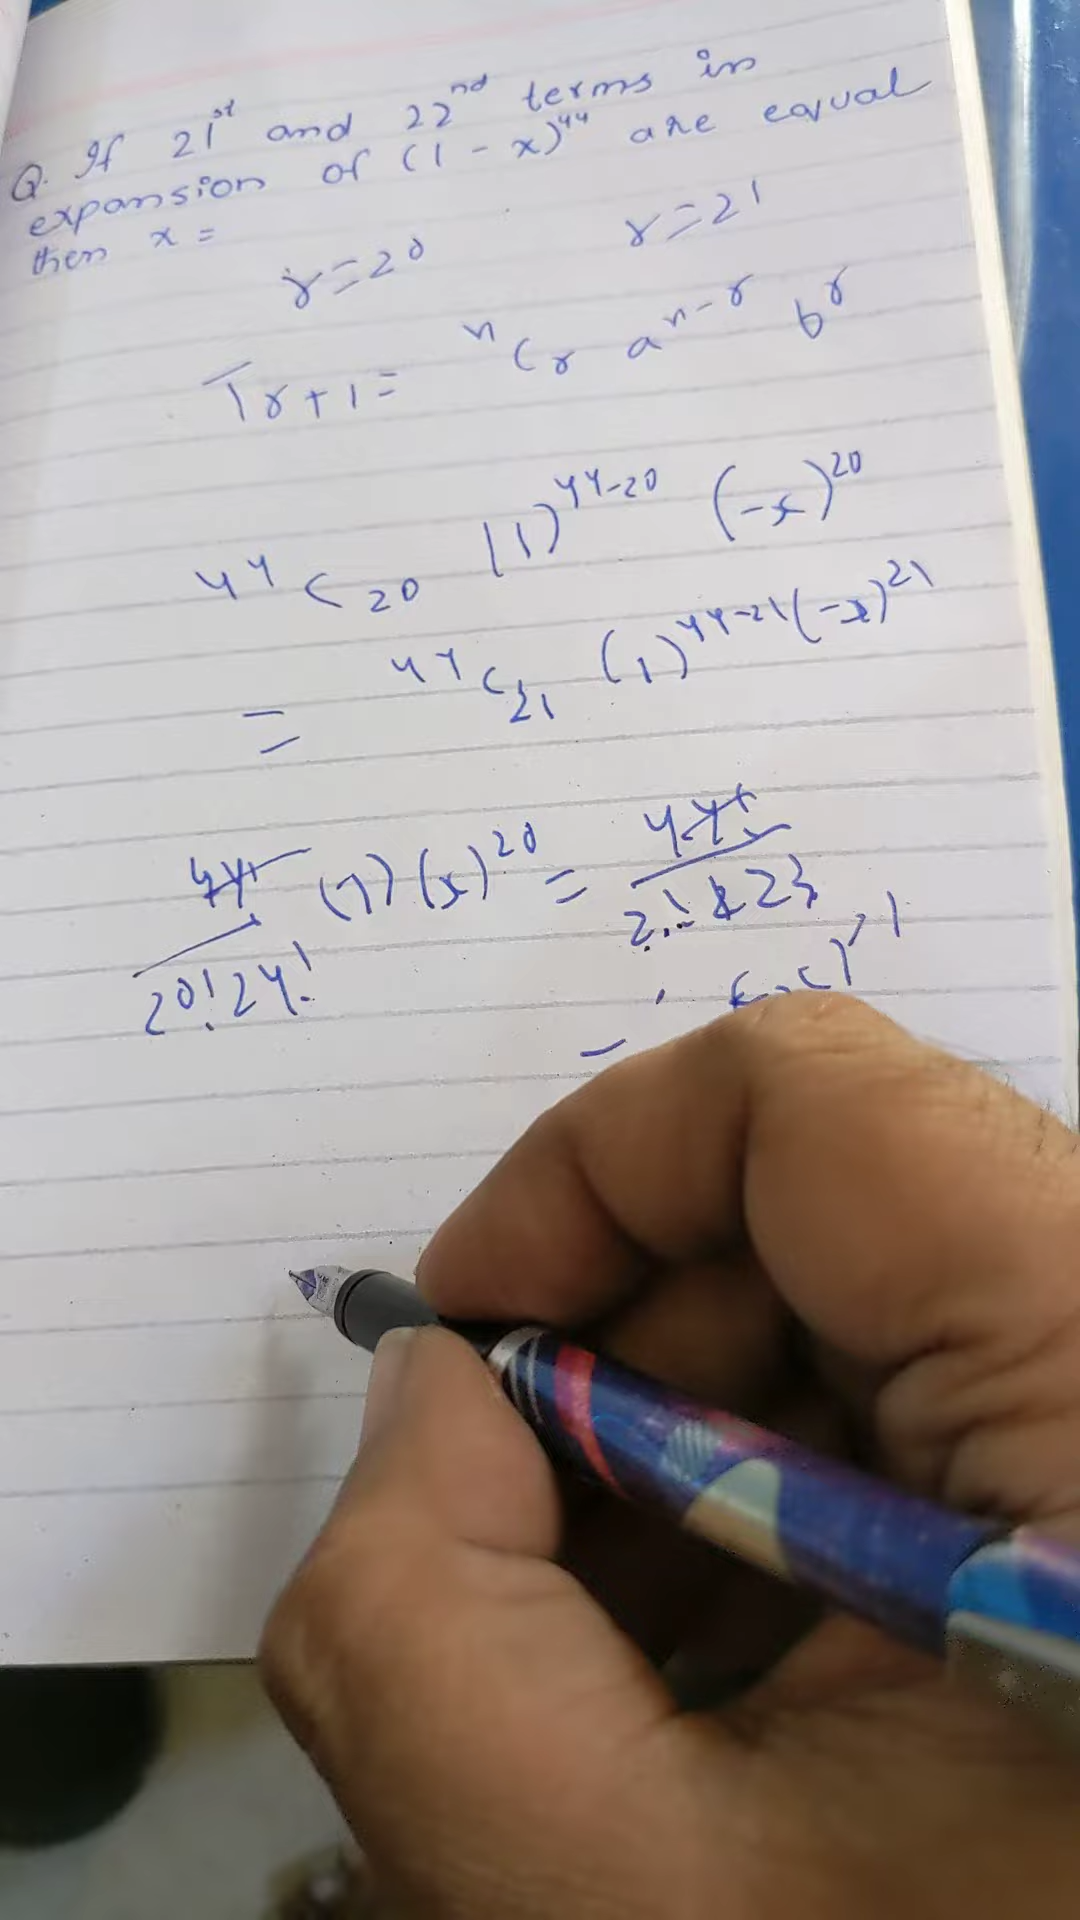 Q. If 21st and 22nd terms in
expansion of (1 - x)^44 are equal
then x =
r = 20 r = 21
Tr+1 = nCr a^n-r b^r
44C20 (1)^44-20 (-x)^20
= 44C21 (1)^44-21 (-x)^21
44! (1) (x)^20 = 44!
20! 24! 21! 23!